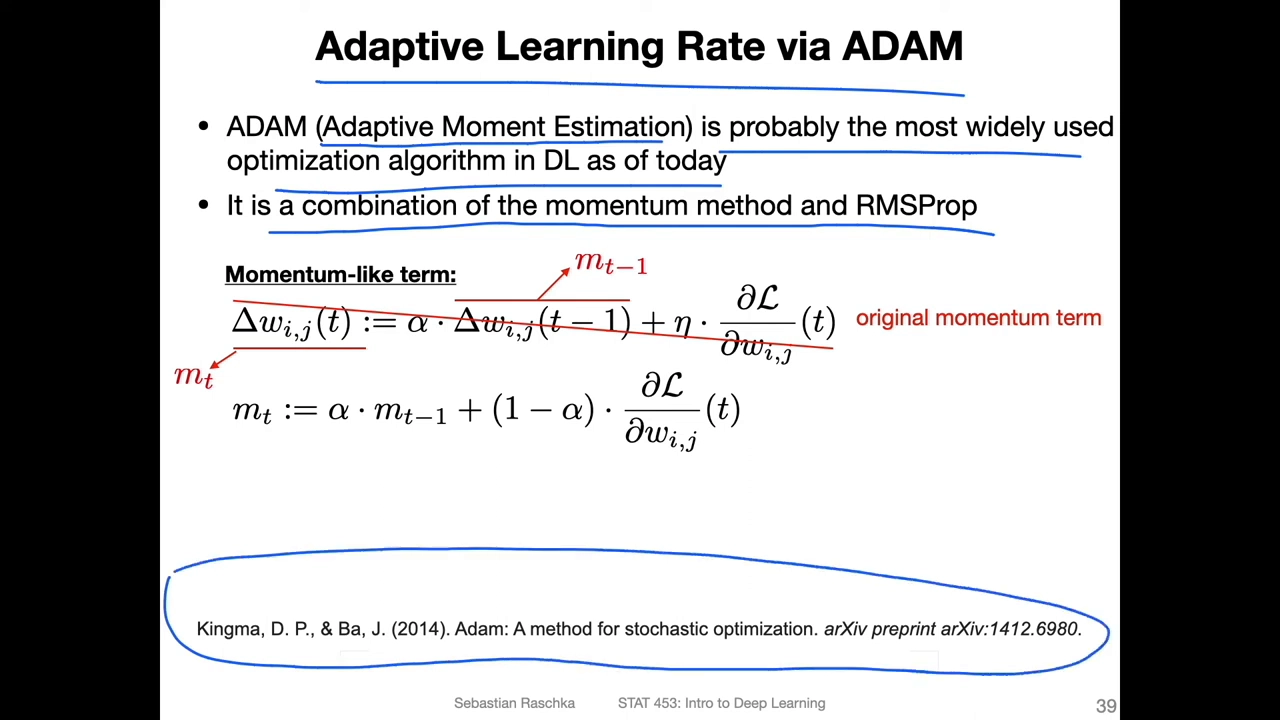 Adaptive Learning Rate via ADAM
• ADAM (Adaptive Moment Estimation) is probably the most widely used
optimization algorithm in DL as of today
• It is a combination of the momentum method and RMSProp
Momentum-like term:
m_{t−1}
Δw_{i,j}(t) := α · Δw_{i,j}(t − 1) + η · ∂ℒ/∂w_{i,j}(t) original momentum term
m_t
m_t := α · m_{t−1} + (1 − α) · ∂ℒ/∂w_{i,j}(t)
Kingma, D. P., & Ba, J. (2014). Adam: A method for stochastic optimization. arXiv preprint arXiv:1412.6980.
Sebastian Raschka STAT 453: Intro to Deep Learning 39